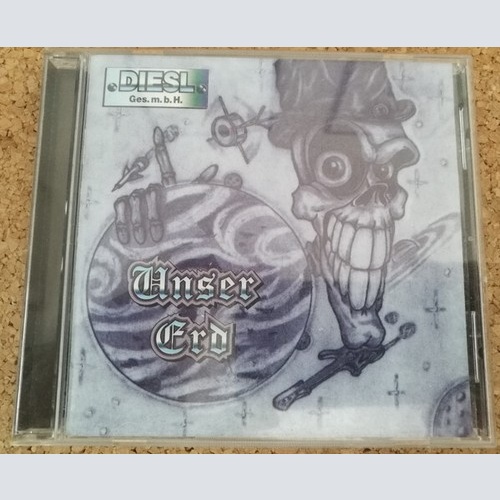 DIESL
Ges.m.b.H.
Unser
Erd